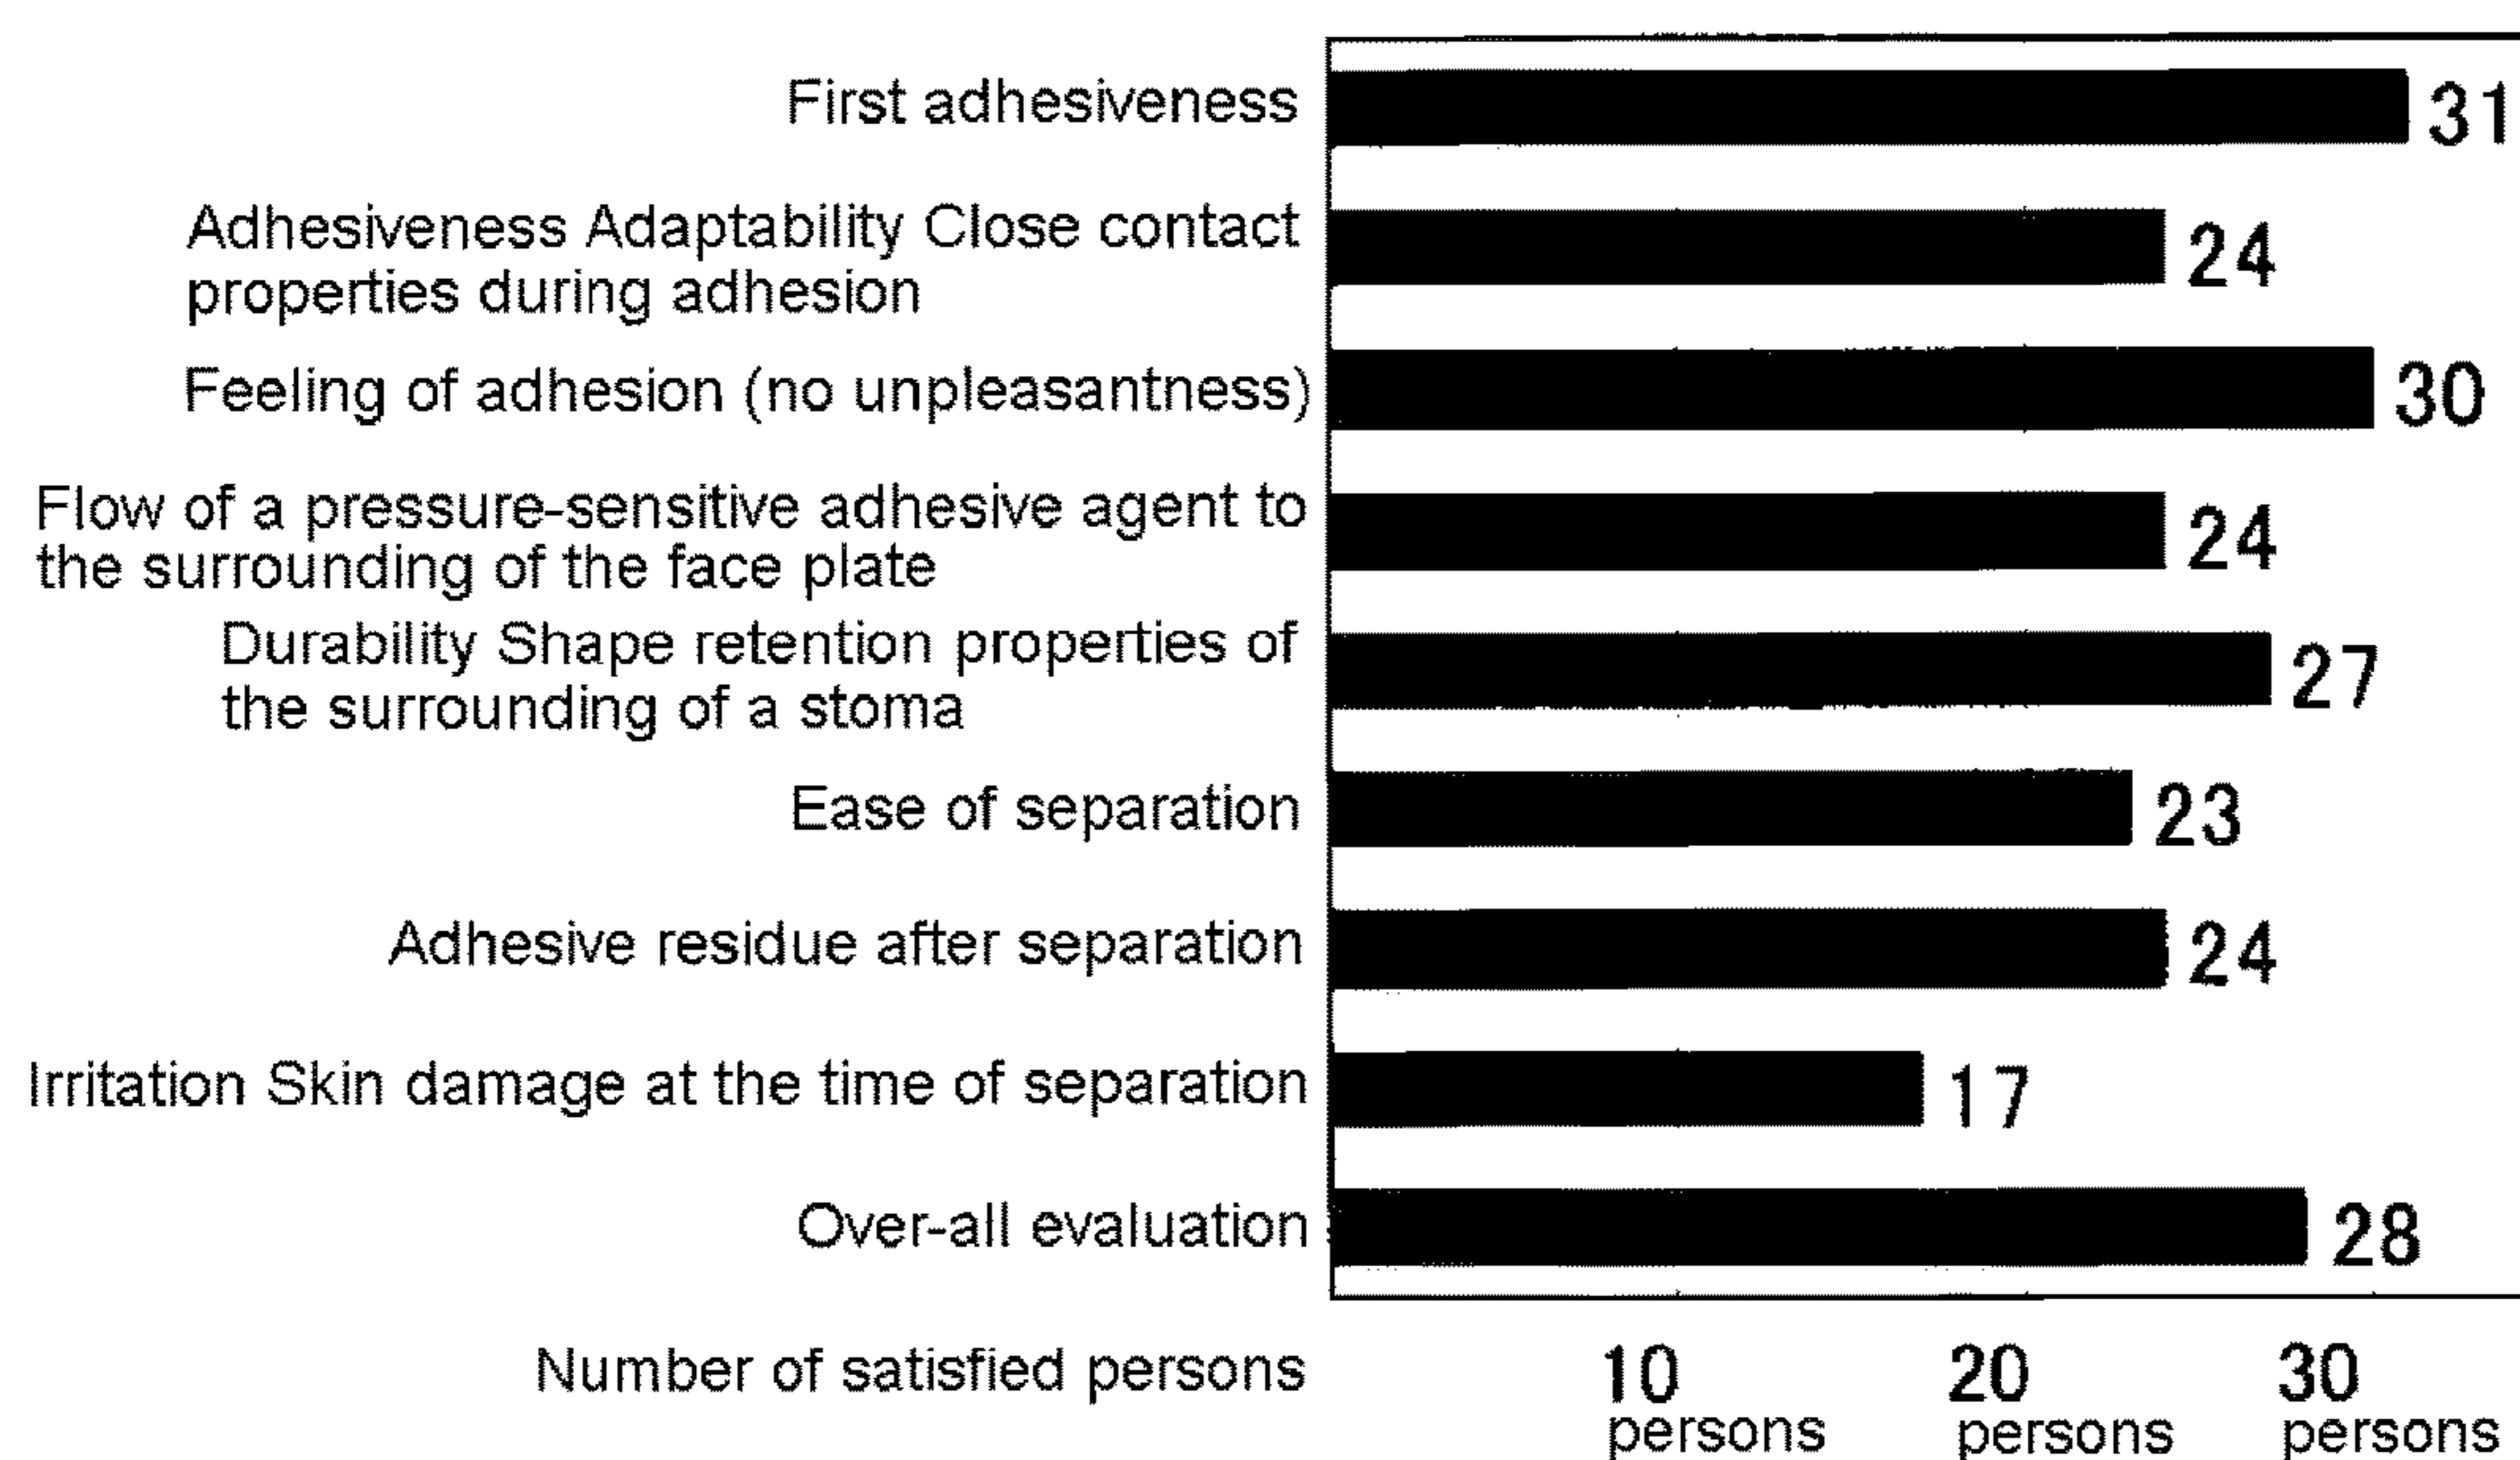 First adhesiveness
31
Adhesiveness Adaptability Close contact
properties during adhesion
24
Feeling of adhesion (no unpleasantness)
30
Flow of a pressure-sensitive adhesive agent to
the surrounding of the face plate
24
Durability Shape retention properties of
the surrounding of a stoma
27
Ease of separation
23
Adhesive residue after separation
24
Irritation Skin damage at the time of separation
17
Over-all evaluation
28
Number of satisfied persons
10 persons
20 persons
30 persons